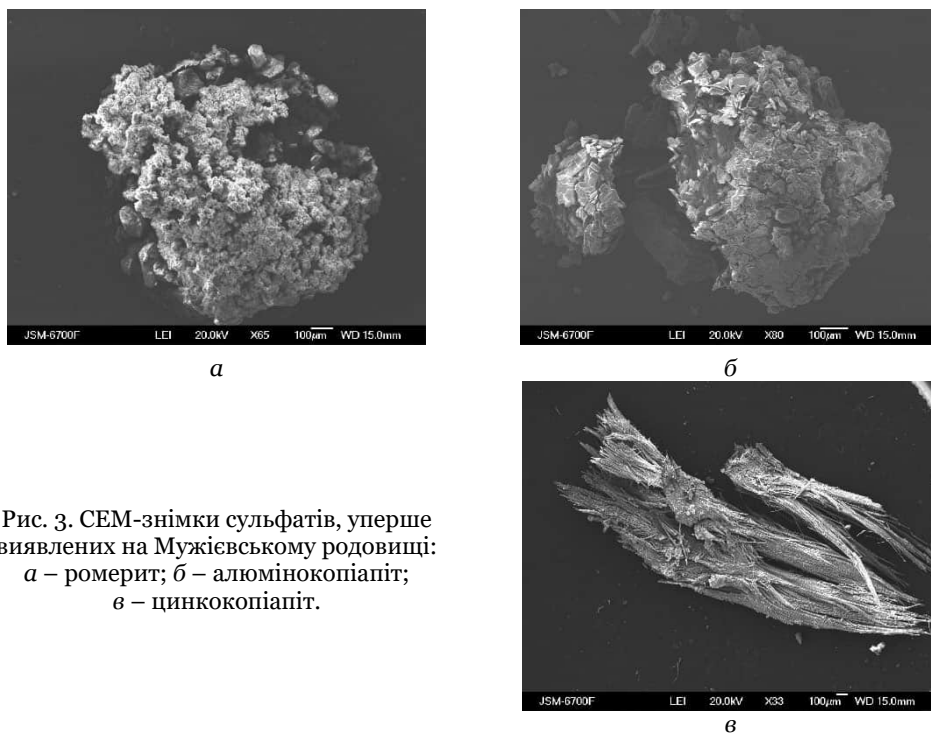 JSM-6700F LEI 20.0kV X65 100µm WD 15.0mm
а
JSM-6700F LEI 20.0kV X80 100µm WD 15.0mm
б
Рис. 3. СЕМ-знімки сульфатів, уперше
виявлених на Мужієвському родовищі:
а – ромерит; б – алюмінокопіапіт;
в – цинкокопіапіт.
JSM-6700F LEI 20.0kV X33 100µm WD 15.0mm
в